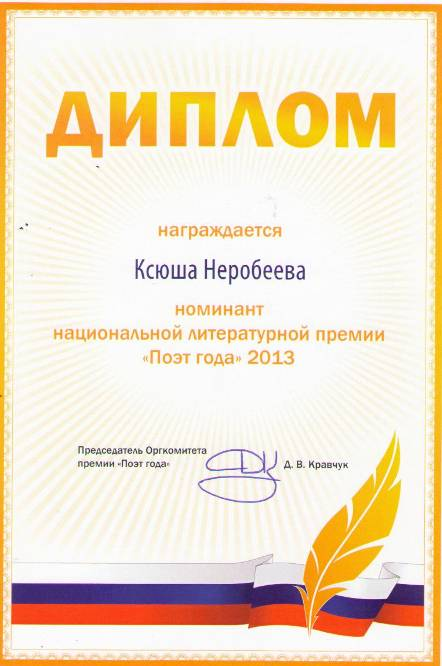 ДИПЛОМ
награждается
Ксюша Неробеева
номинант
национальной литературной премии
«Поэт года» 2013
Председатель Оргкомитета
премии «Поэт года»
Д. В. Кравчук